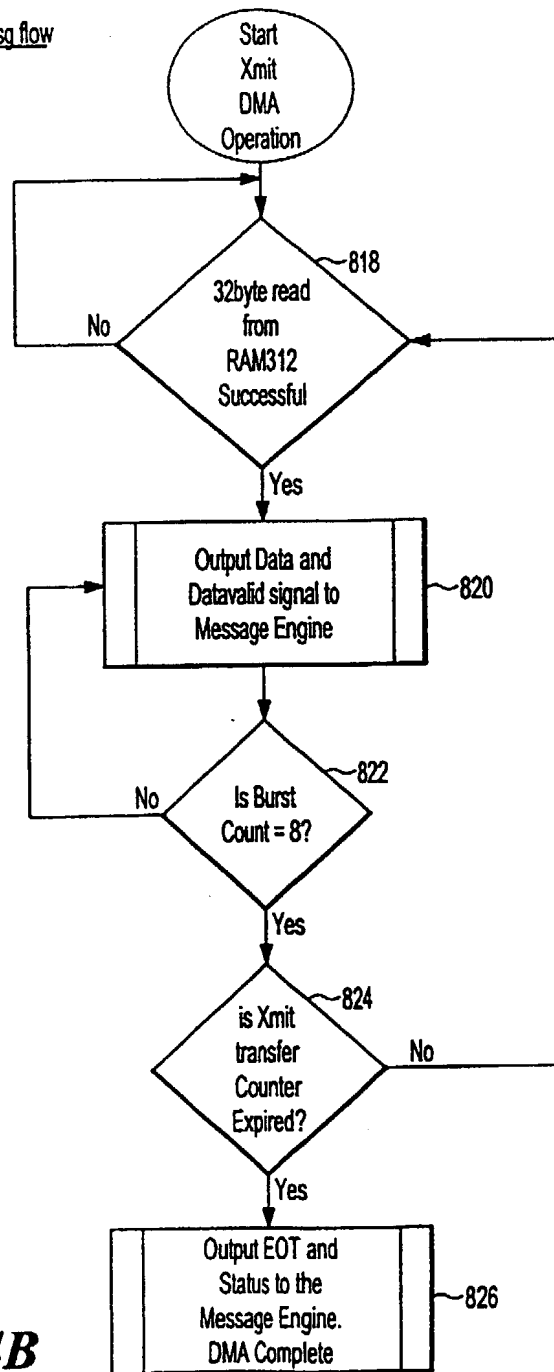 sg flow
Start
Xmit
DMA
Operation
818
32byte read
from
RAM312
Successful
No
Yes
Output Data and
Datavalid signal to
Message Engine
820
822
No
Is Burst
Count = 8?
Yes
824
is Xmit
transfer
Counter
Expired?
No
Yes
Output EOT and
Status to the
Message Engine.
DMA Complete
826
B